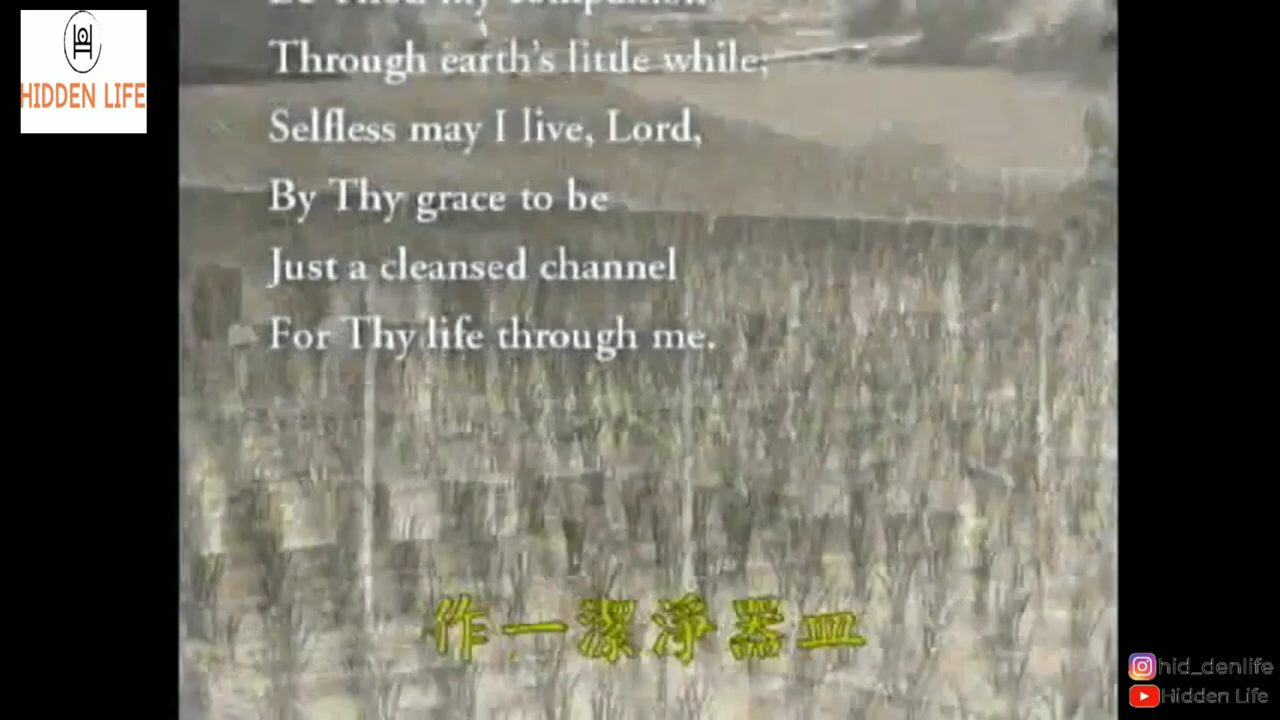 HIDDEN LIFE
Through earth's little while;
Selfless may I live, Lord,
By Thy grace to be
Just a cleansed channel
For Thy life through me.
作一潔淨器皿
hid_denlife
Hidden Life